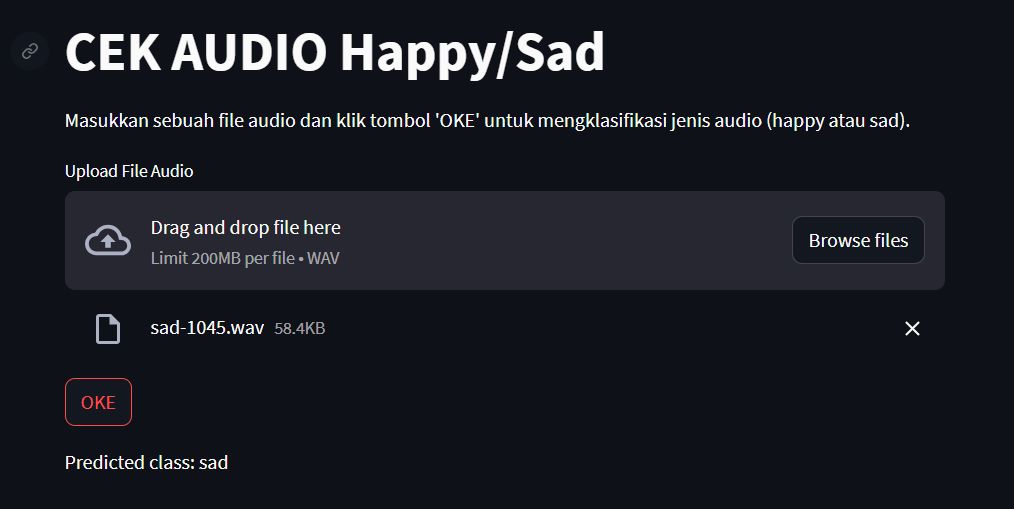 CEK AUDIO Happy/Sad
Masukkan sebuah file audio dan klik tombol 'OKE' untuk mengklasifikasi jenis audio (happy atau sad).
Upload File Audio
Drag and drop file here
Limit 200MB per file • WAV
Browse files
sad-1045.wav 58.4KB
OKE
Predicted class: sad